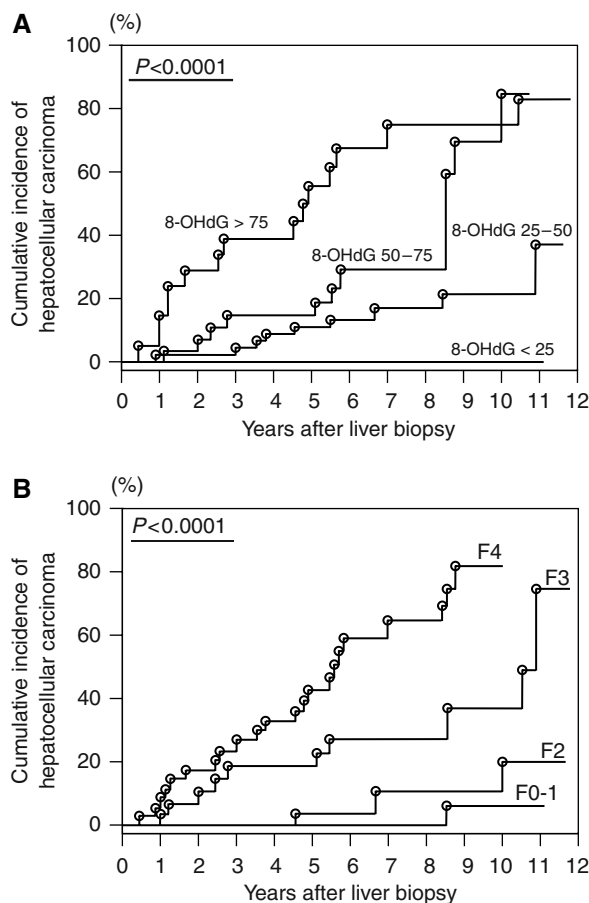 A
(%)
P<0.0001
100
80
60
40
20
0
Cumulative incidence of
hepatocellular carcinoma
8-OHdG > 75
8-OHdG 50–75
8-OHdG 25–50
8-OHdG < 25
0 1 2 3 4 5 6 7 8 9 10 11 12
Years after liver biopsy
B
(%)
P<0.0001
100
80
60
40
20
0
Cumulative incidence of
hepatocellular carcinoma
F4
F3
F2
F0-1
0 1 2 3 4 5 6 7 8 9 10 11 12
Years after liver biopsy